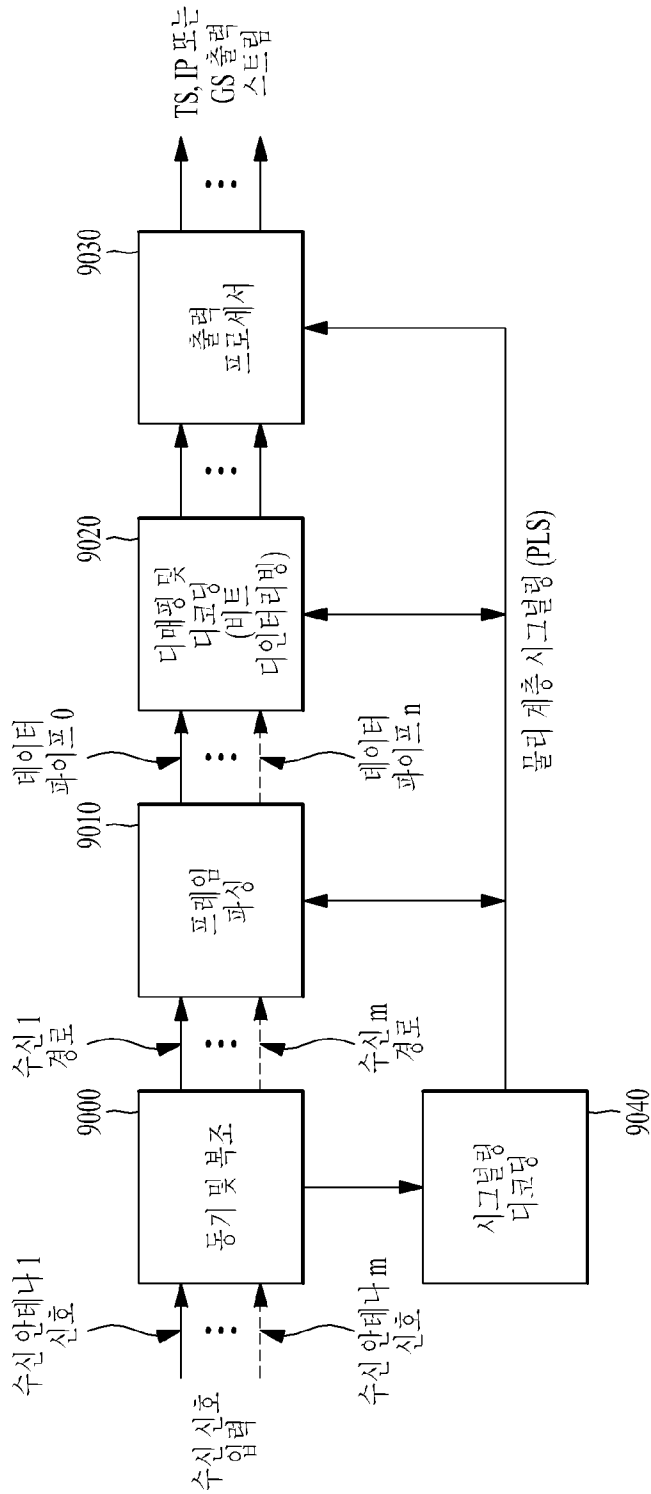 수신 신호
입력
수신 안테나 1
신호
수신 안테나 m
신호
9000
동기 및 복조
수신 1
경로
수신 m
경로
9010
프레임
파싱
데이터
파이프 0
데이터
파이프 n
9020
디매핑 및
디코딩
(비트
디인터리빙)
9030
출력
프로세서
TS, IP 또는
GS 출력
스트림
시그널링
디코딩
9040
물리 계층 시그널링 (PLS)